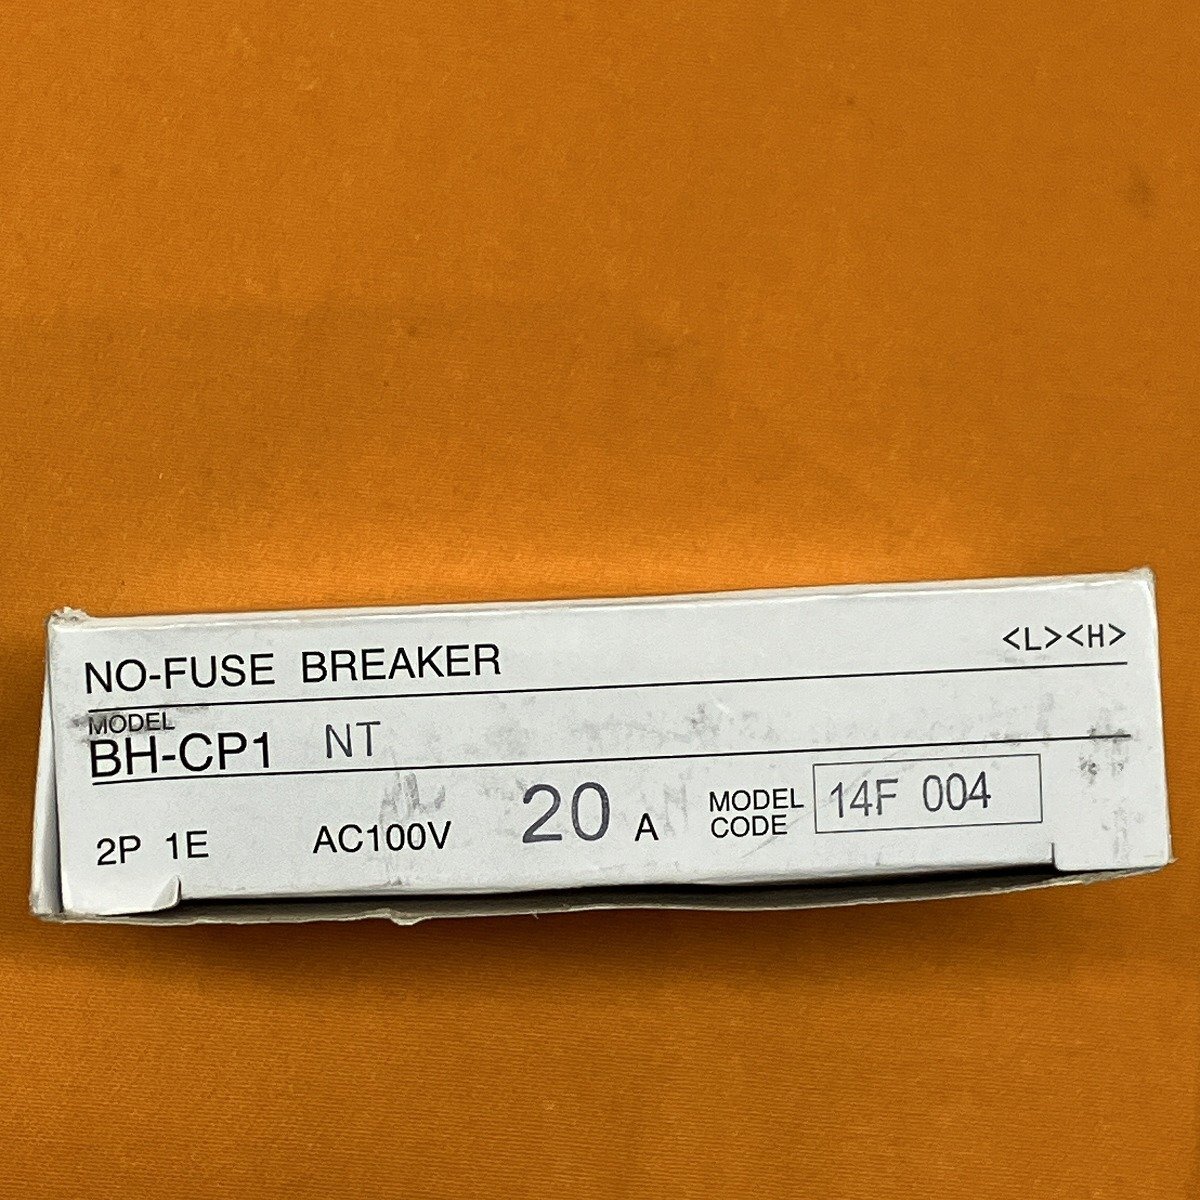 NO-FUSE BREAKER <L><H>
MODEL
BH-CP1 NT
2P 1E AC100V 20 A MODEL CODE 14F 004